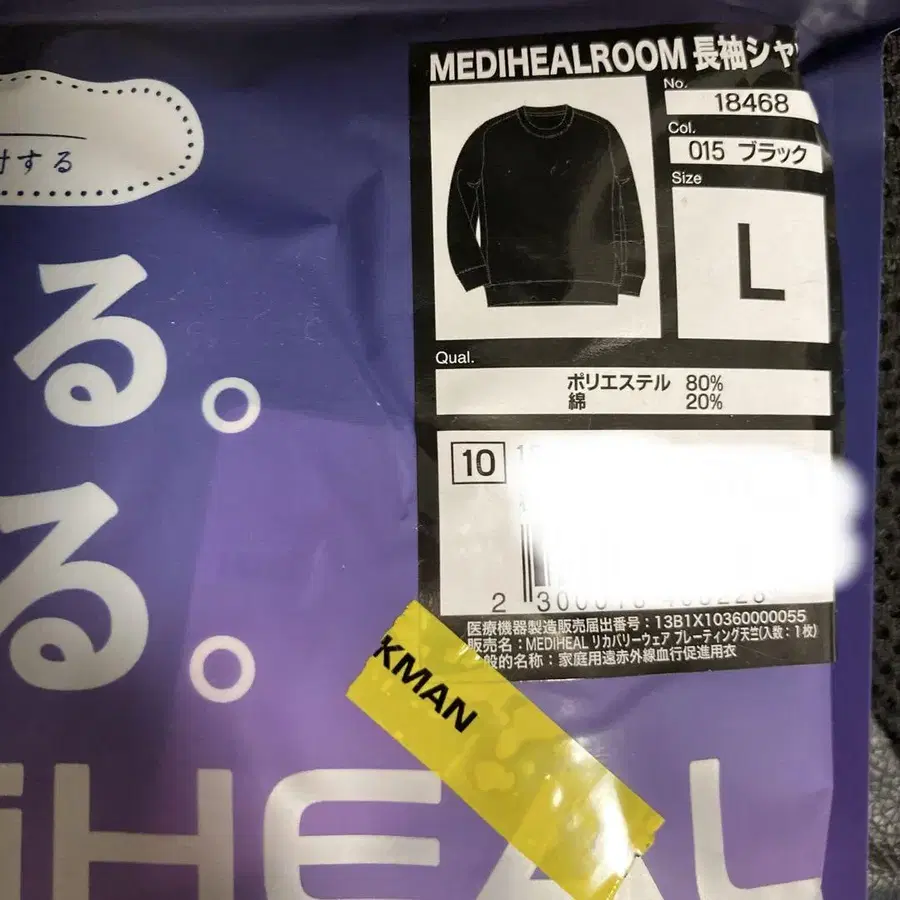 MEDIHEALROOM 長袖シャ
No.
18468
Col.
015 ブラック
Size
L
Qual.
ポリエステル 80%
綿 20%
10
2
医療機器製造販売届出番号:13B1X10360000055
販売名:MEDIHEAL リカバリーウェア プレーティング天竺(入数:1枚)
般的名称:家庭用遠赤外線血行促進用衣
する
る。
る。
KMAN
iHEAL